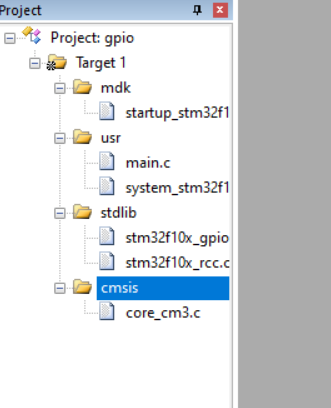 Project
Project: gpio
Target 1
mdk
startup_stm32f1
usr
main.c
system_stm32f1
stdlib
stm32f10x_gpio
stm32f10x_rcc.c
cmsis
core_cm3.c